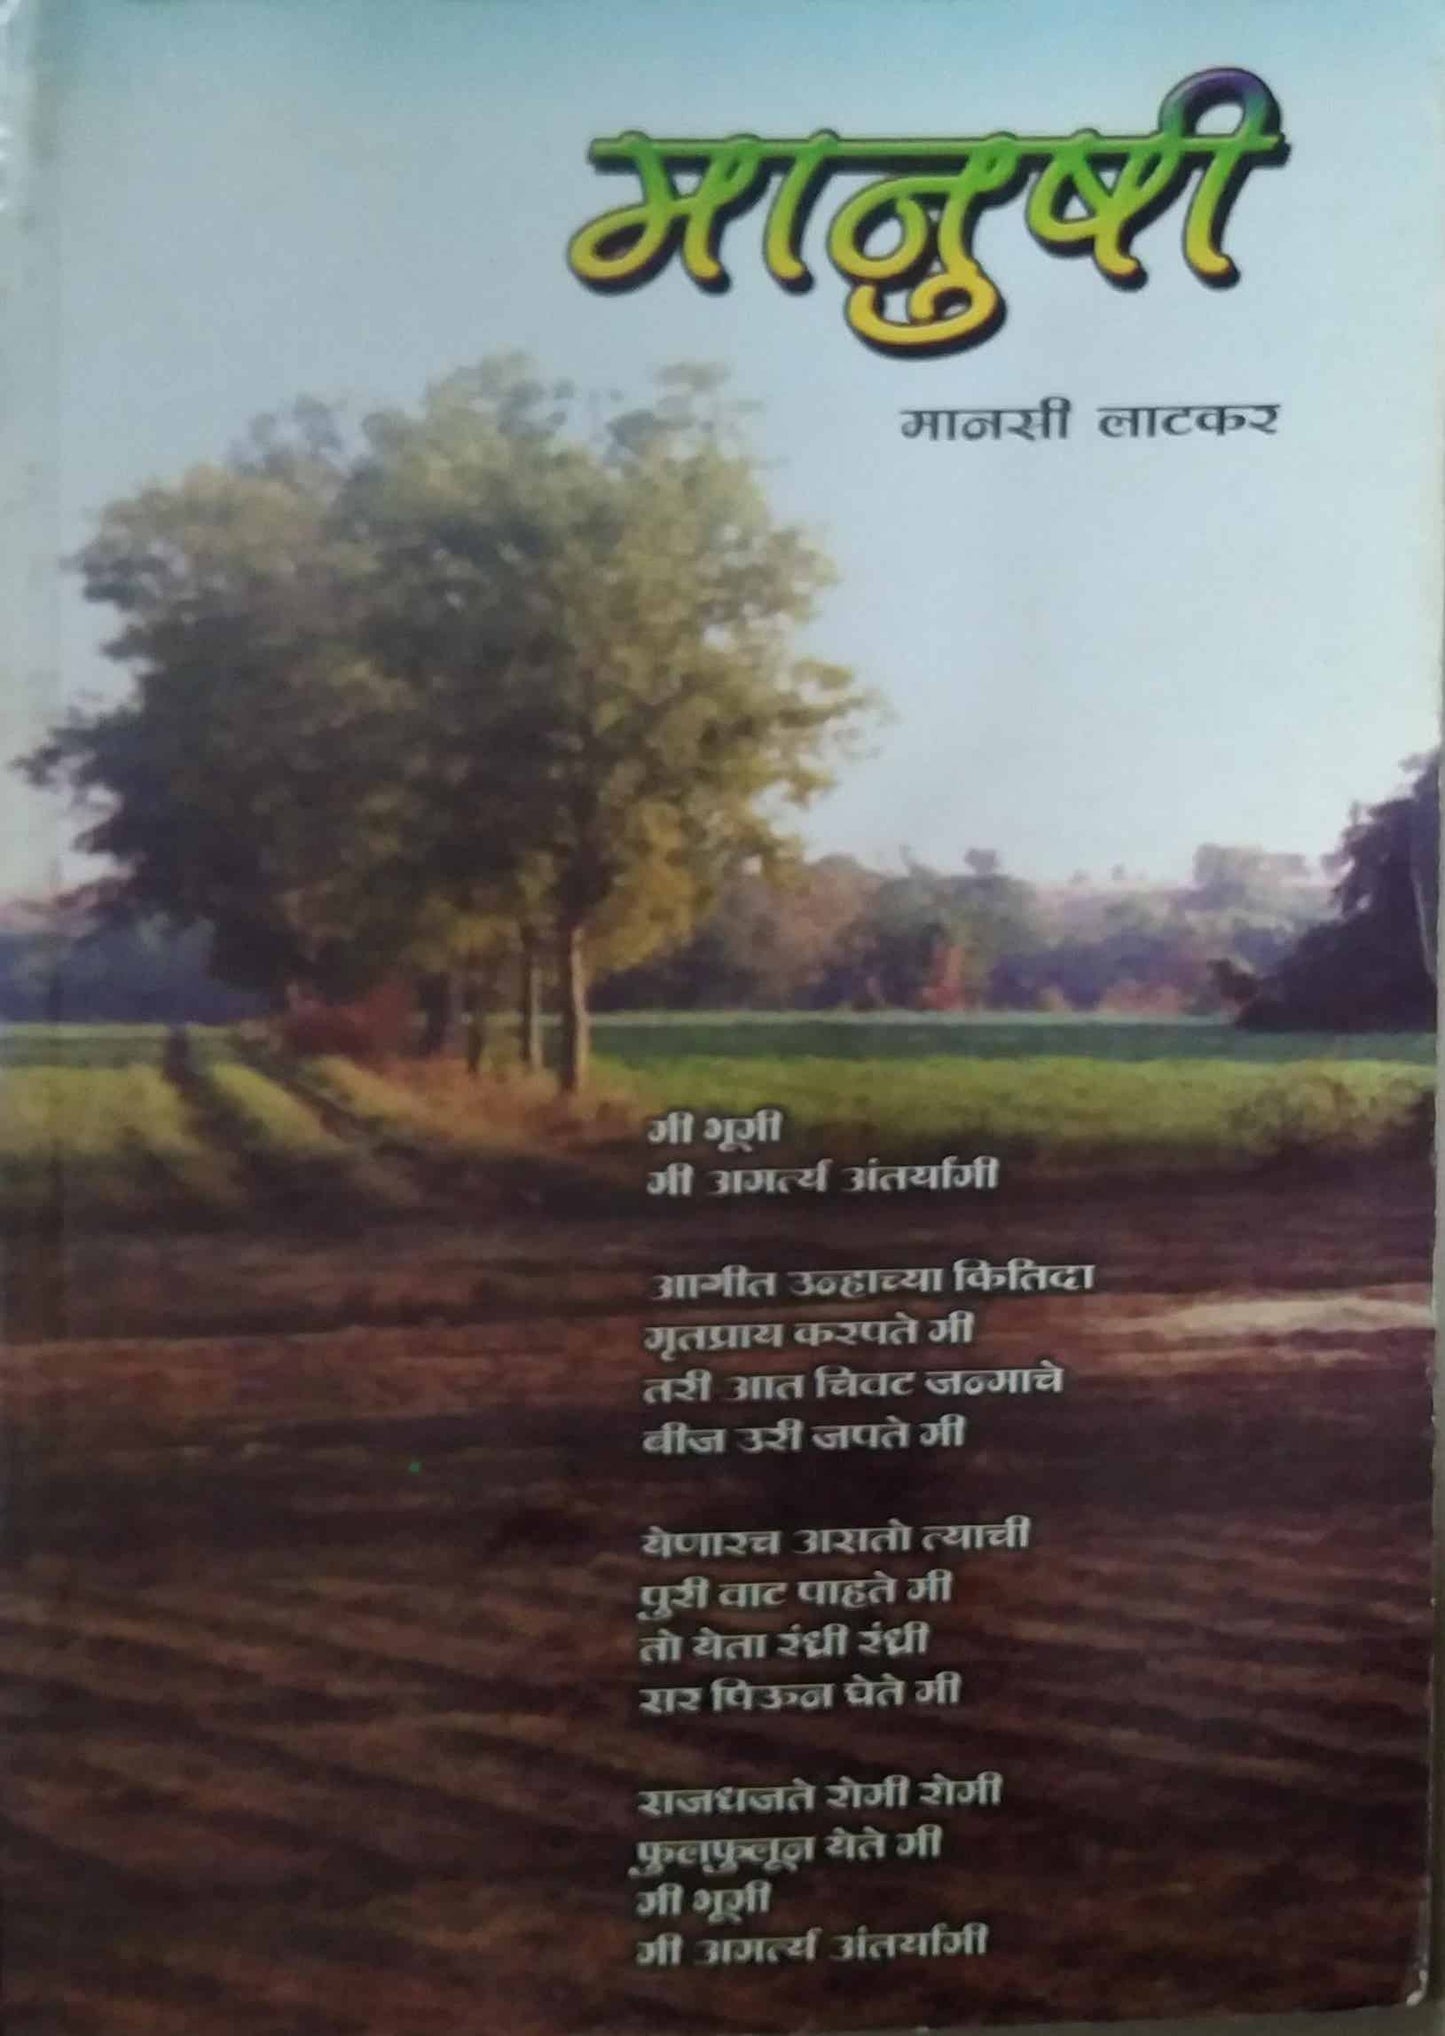 मानुषी
मानसी लाटकर
मी भूमी
मी अमर्त्य अंतर्यामी
आगीत उन्हाच्या कितिदा
मृतप्राय करपते मी
तरी आत चिवट जन्माचे
बीज उरी जपते मी
येणारच असतो त्याची
पुरी वाट पाहते मी
तो येता रंध्री रंध्री
सार पिऊन घेते मी
सजधजते रोमी रोमी
फुलफुलून येते मी
मी भूमी
मी अमर्त्य अंतर्यामी